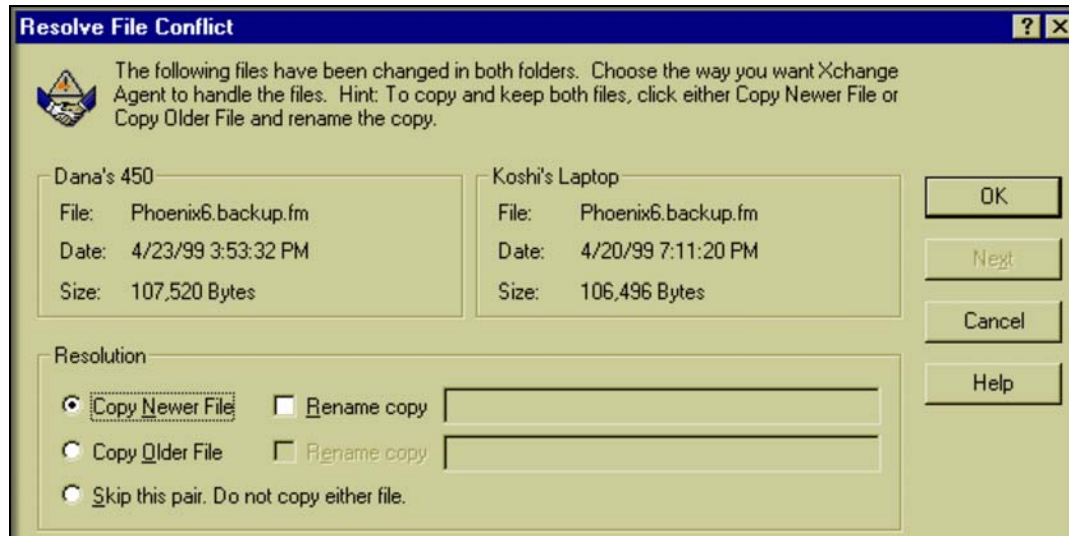 Resolve File Conflict
The following files have been changed in both folders. Choose the way you want Xchange
Agent to handle the files. Hint: To copy and keep both files, click either Copy Newer File or
Copy Older File and rename the copy.
Dana's 450
File: Phoenix6.backup.fm
Date: 4/23/99 3:53:32 PM
Size: 107,520 Bytes
Koshi's Laptop
File: Phoenix6.backup.fm
Date: 4/20/99 7:11:20 PM
Size: 106,496 Bytes
OK
Next
Cancel
Help
Resolution
Copy Newer File Rename copy
Copy Older File Rename copy
Skip this pair. Do not copy either file.